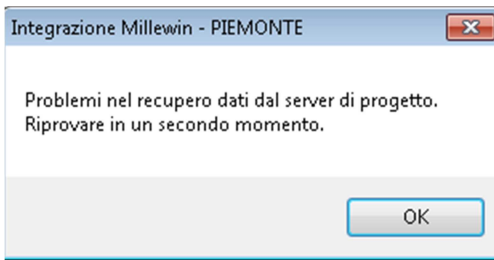 Integrazione Millewin - PIEMONTE
Problemi nel recupero dati dal server di progetto.
Riprovare in un secondo momento.
OK